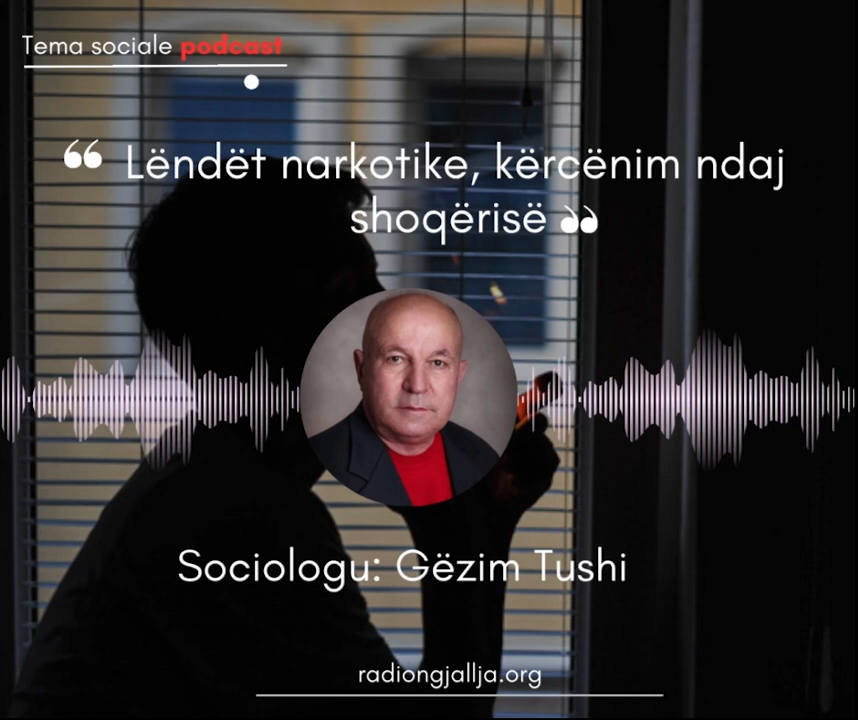 Tema sociale podcast
“ Lëndët narkotike, kërcënim ndaj
shoqërisë ”
Sociologu: Gëzim Tushi
radiongjallja.org